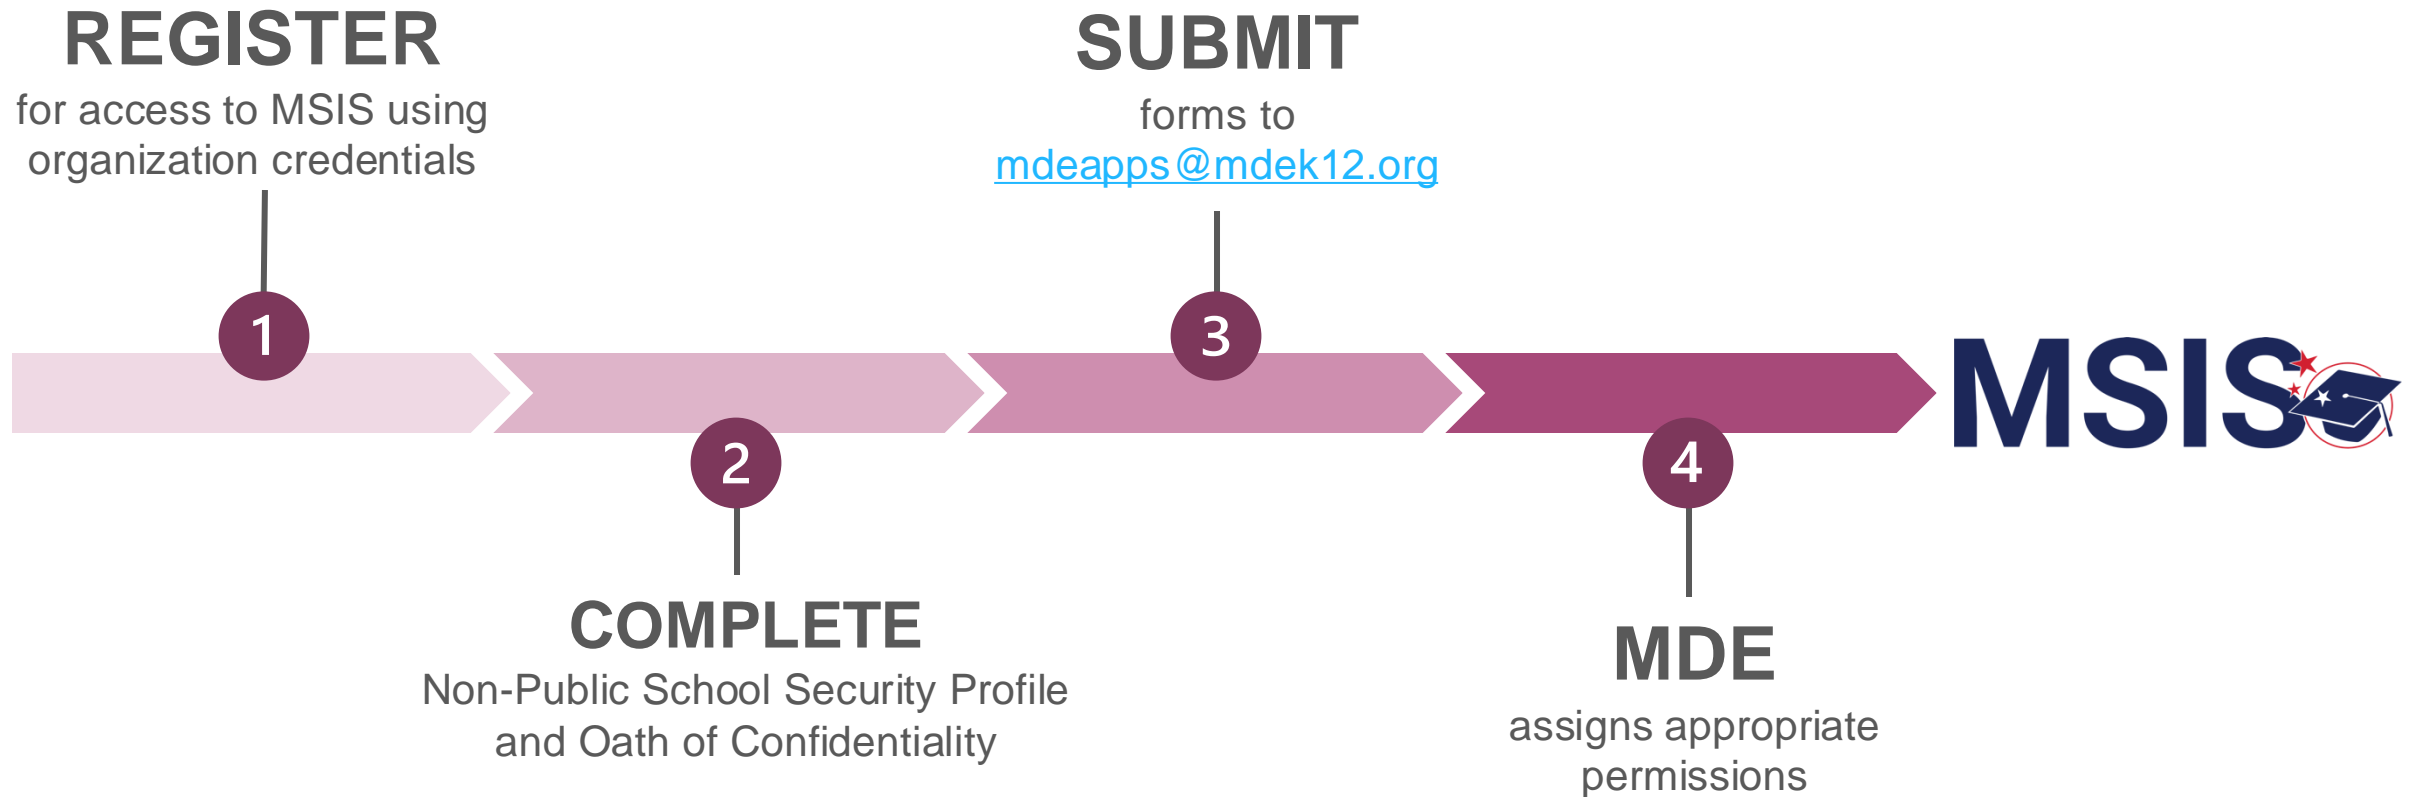 REGISTER
for access to MSIS using
organization credentials
1
2
COMPLETE
Non-Public School Security Profile
and Oath of Confidentiality
SUBMIT
forms to
mdeapps@mdek12.org
3
4
MDE
assigns appropriate
permissions
MSIS